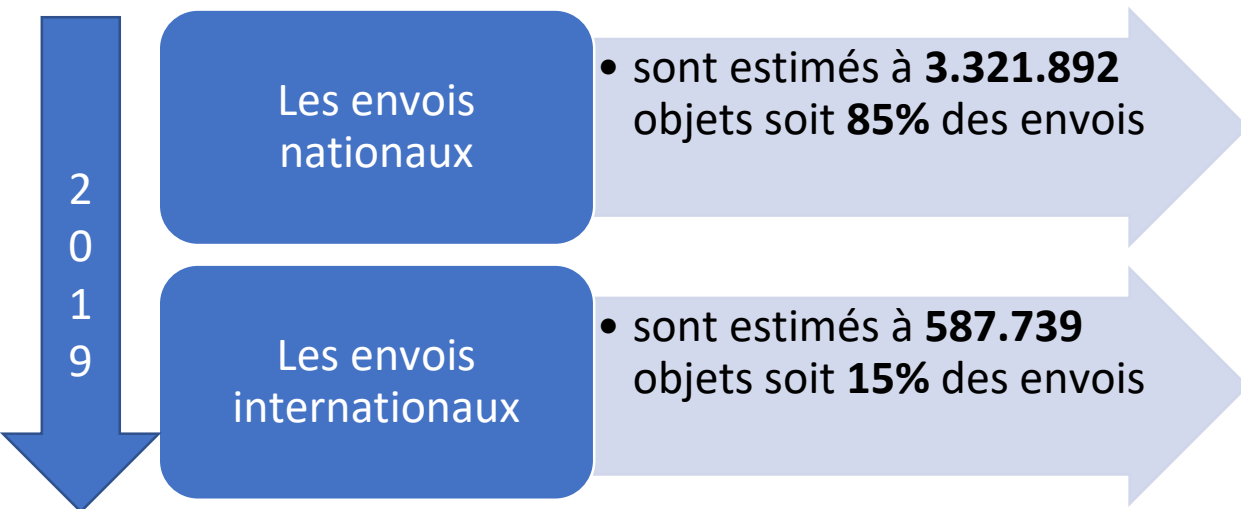 2
0
1
9
Les envois
nationaux
• sont estimés à 3.321.892
objets soit 85% des envois
Les envois
internationaux
• sont estimés à 587.739
objets soit 15% des envois